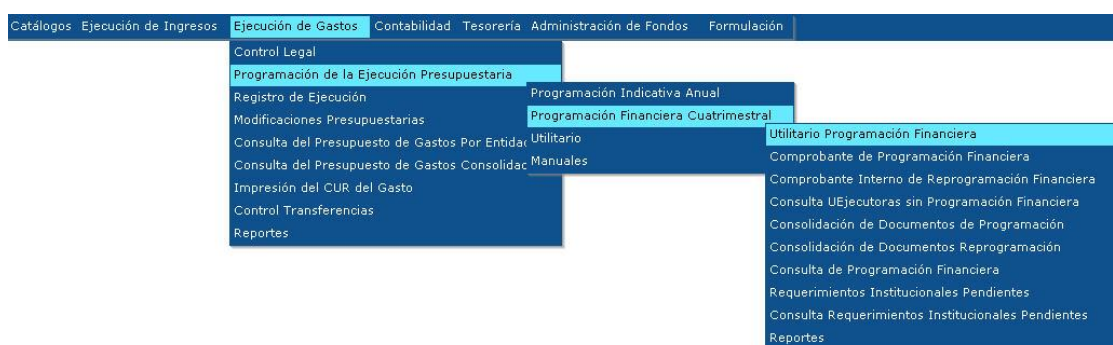 Catálogos Ejecución de Ingresos Ejecución de Gastos Contabilidad Tesorería Administración de Fondos Formulación
Control Legal
Programación de la Ejecución Presupuestaria
Registro de Ejecución
Modificaciones Presupuestarias
Consulta del Presupuesto de Gastos Por Entidad
Consulta del Presupuesto de Gastos Consolidac
Impresión del CUR del Gasto
Control Transferencias
Reportes
Programación Indicativa Anual
Programación Financiera Cuatrimestral
Utilitario
Manuales
Utilitario Programación Financiera
Comprobante de Programación Financiera
Comprobante Interno de Reprogramación Financiera
Consulta UEjecutoras sin Programación Financiera
Consolidación de Documentos de Programación
Consolidación de Documentos Reprogramación
Consulta de Programación Financiera
Requerimientos Institucionales Pendientes
Consulta Requerimientos Institucionales Pendientes
Reportes